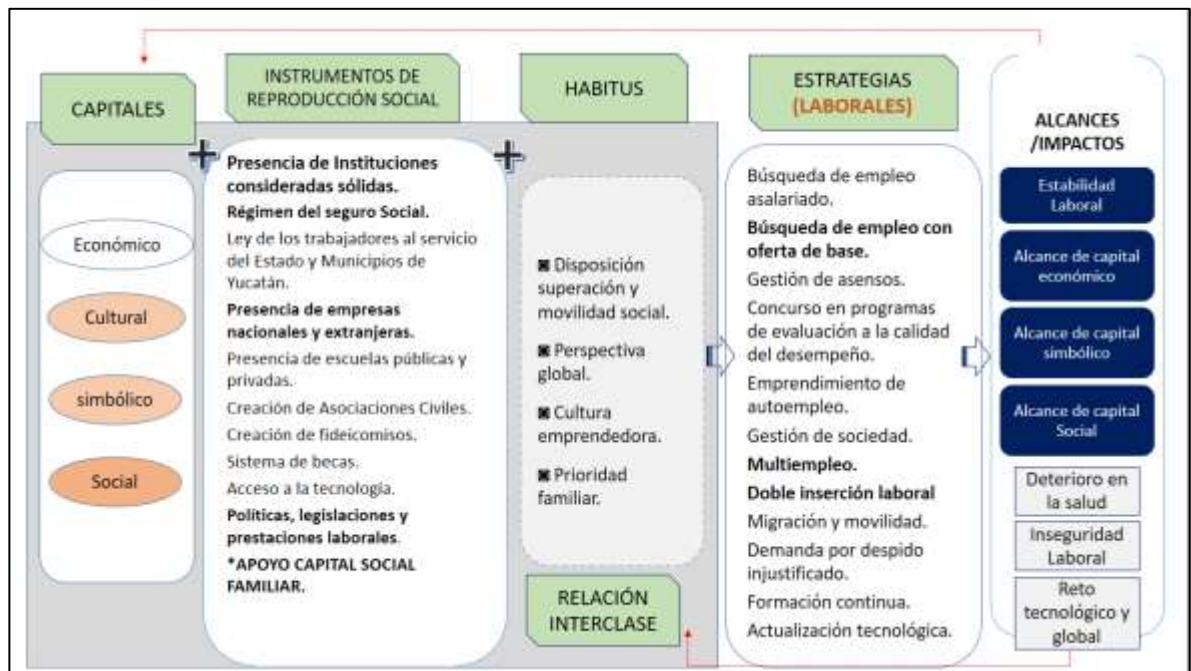 CAPITALES
Económico
Cultural
simbólico
Social
INSTRUMENTOS DE
REPRODUCCIÓN SOCIAL
Presencia de Instituciones
consideradas sólidas.
Régimen del seguro Social.
Ley de los trabajadores al servicio
del Estado y Municipios de
Yucatán.
Presencia de empresas
nacionales y extranjeras.
Presencia de escuelas públicas y
privadas.
Creación de Asociaciones Civiles.
Creación de fideicomisos.
Sistema de becas.
Acceso a la tecnología.
Políticas, legislaciones y
prestaciones laborales.
*APOYO CAPITAL SOCIAL
FAMILIAR.
HABITUS
Disposición
superación y
movilidad social.
Perspectiva
global.
Cultura
emprendedora.
Prioridad
familiar.
RELACIÓN
INTERCLASE
ESTRATEGIAS
(LABORALES)
Búsqueda de empleo
asalariado.
Búsqueda de empleo con
oferta de base.
Gestión de asensos.
Concurso en programas
de evaluación a la calidad
del desempeño.
Emprendimiento de
autoempleo.
Gestión de sociedad.
Multiempleo.
Doble inserción laboral
Migración y movilidad.
Demanda por despido
injustificado.
Formación continua.
Actualización tecnológica.
ALCANCES
/IMPACTOS
Estabilidad
Laboral
Alcance de capital
económico
Alcance de capital
simbólico
Alcance de capital
Social
Deterioro en
la salud
Inseguridad
Laboral
Reto
tecnológico y
global